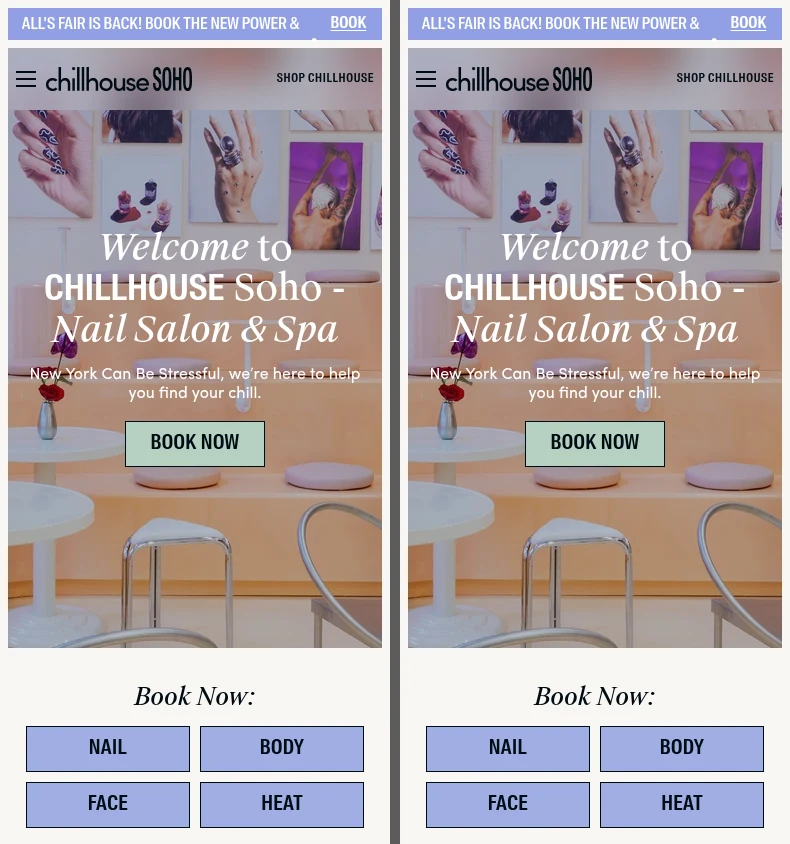 ALL'S FAIR IS BACK! BOOK THE NEW POWER &
BOOK
chillhouse SOHO
SHOP CHILLHOUSE
Welcome to
CHILLHOUSE Soho -
Nail Salon & Spa
New York Can Be Stressful, we're here to help
you find your chill.
BOOK NOW
Book Now:
NAIL
BODY
FACE
HEAT
ALL'S FAIR IS BACK! BOOK THE NEW POWER &
BOOK
chillhouse SOHO
SHOP CHILLHOUSE
Welcome to
CHILLHOUSE Soho -
Nail Salon & Spa
New York Can Be Stressful, we're here to help
you find your chill.
BOOK NOW
Book Now:
NAIL
BODY
FACE
HEAT